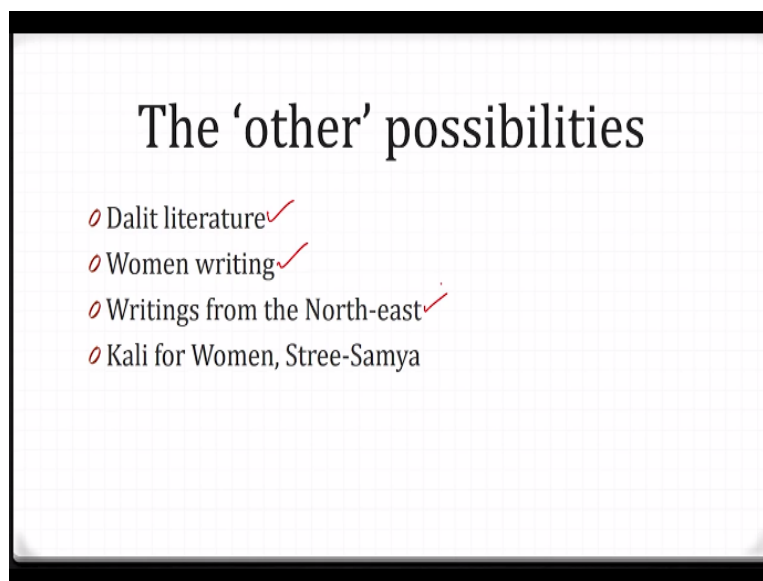 The ‘other’ possibilities
Dalit literature
Women writing
Writings from the North-east
Kali for Women, Stree-Samya